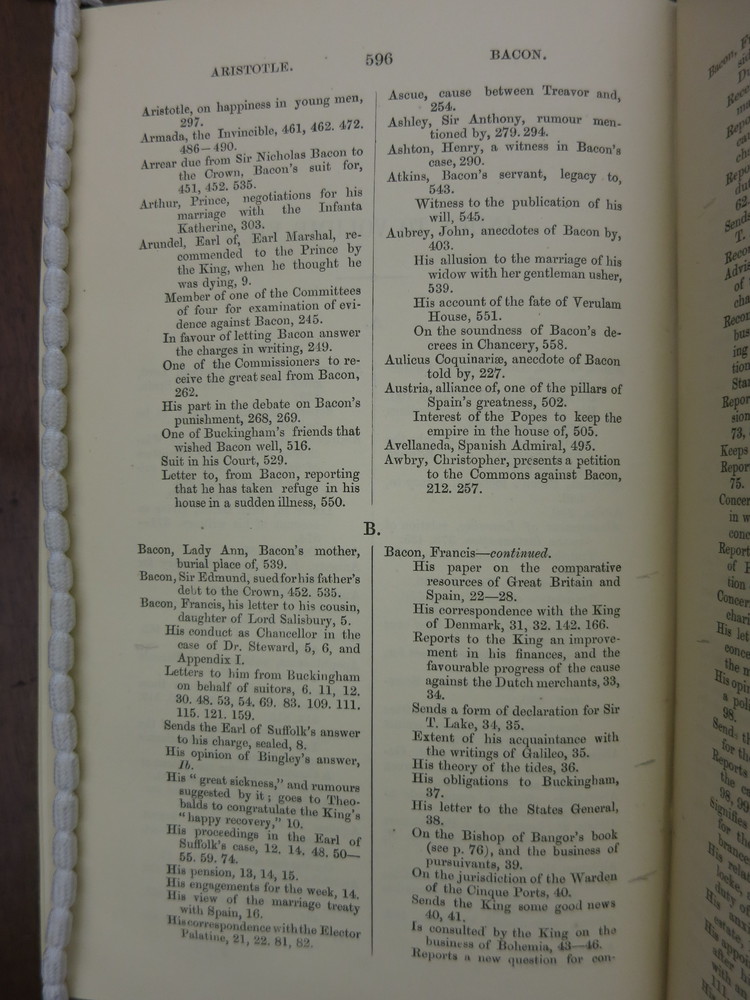 ARISTOTLE.
596
BACON.
Aristotle, on happiness in young men,
297.
Armada, the Invincible, 461, 462. 472.
486—490.
Arrear due from Sir Nicholas Bacon to
the Crown, Bacon's suit for,
451, 452. 535.
Arthur, Prince, negotiations for his
marriage with the Infanta
Katherine, 303.
Arundel, Earl of, Earl Marshal, re-
commended to the Prince by
the King, when he thought he
was dying, 9.
Member of one of the Committees
of four for examination of evi-
dence against Bacon, 245.
In favour of letting Bacon answer
the charges in writing, 249.
One of the Commissioners to re-
ceive the great seal from Bacon,
262.
His part in the debate on Bacon's
punishment, 268, 269.
One of Buckingham's friends that
wished Bacon well, 516.
Suit in his Court, 529.
Letter to, from Bacon, reporting
that he has taken refuge in his
house in a sudden illness, 550.
Ascue, cause between Treavor and,
254.
Ashley, Sir Anthony, rumour men-
tioned by, 279. 294.
Ashton, Henry, a witness in Bacon's
case, 290.
Atkins, Bacon's servant, legacy to,
543.
Witness to the publication of his
will, 545.
Aubrey, John, anecdotes of Bacon by,
403.
His allusion to the marriage of his
widow with her gentleman usher,
539.
His account of the fate of Verulam
House, 551.
On the soundness of Bacon's de-
crees in Chancery, 558.
Aulicus Coquinariæ, anecdote of Bacon
told by, 227.
Austria, alliance of, one of the pillars of
Spain's greatness, 502.
Interest of the Popes to keep the
empire in the house of, 505.
Avellaneda, Spanish Admiral, 495.
Awbry, Christopher, presents a petition
to the Commons against Bacon,
212. 257.
B.
Bacon, Lady Ann, Bacon's mother,
burial place of, 539.
Bacon, Sir Edmund, sued for his father's
debt to the Crown, 452. 535.
Bacon, Francis, his letter to his cousin,
daughter of Lord Salisbury, 5.
His conduct as Chancellor in the
case of Dr. Steward, 5, 6, and
Appendix I.
Letters to him from Buckingham
on behalf of suitors, 6. 11, 12.
30. 48. 53, 54. 69. 83. 109. 111.
115. 121. 159.
Sends the Earl of Suffolk's answer
to his charge, sealed, 8.
His opinion of Bingley's answer,
Ib.
His "great sickness," and rumours
suggested by it; goes to Theo-
balds to congratulate the King's
"happy recovery," 10.
His proceedings in the Earl of
Suffolk's case, 12. 14. 48. 50—
55. 59. 74.
His pension, 13, 14, 15.
His engagements for the week, 14.
His view of the marriage treaty
with Spain, 16.
His correspondence with the Elector
Palatine, 21, 22. 81, 82.
Bacon, Francis—continued.
His paper on the comparative
resources of Great Britain and
Spain, 22—28.
His correspondence with the King
of Denmark, 31, 32. 142. 166.
Reports to the King an improve-
ment in his finances, and the
favourable progress of the cause
against the Dutch merchants, 33,
34.
Sends a form of declaration for Sir
T. Lake, 34, 35.
Extent of his acquaintance with
the writings of Galileo, 35.
His theory of the tides, 36.
His obligations to Buckingham,
37.
His letter to the States General,
38.
On the Bishop of Bangor's book
(see p. 76), and the business of
pursuivants, 39.
On the jurisdiction of the Warden
of the Cinque Ports, 40.
Sends the King some good news
40, 41.
Is consulted by the King on the
business of Bohemia, 43—46.
Reports a new question for con-